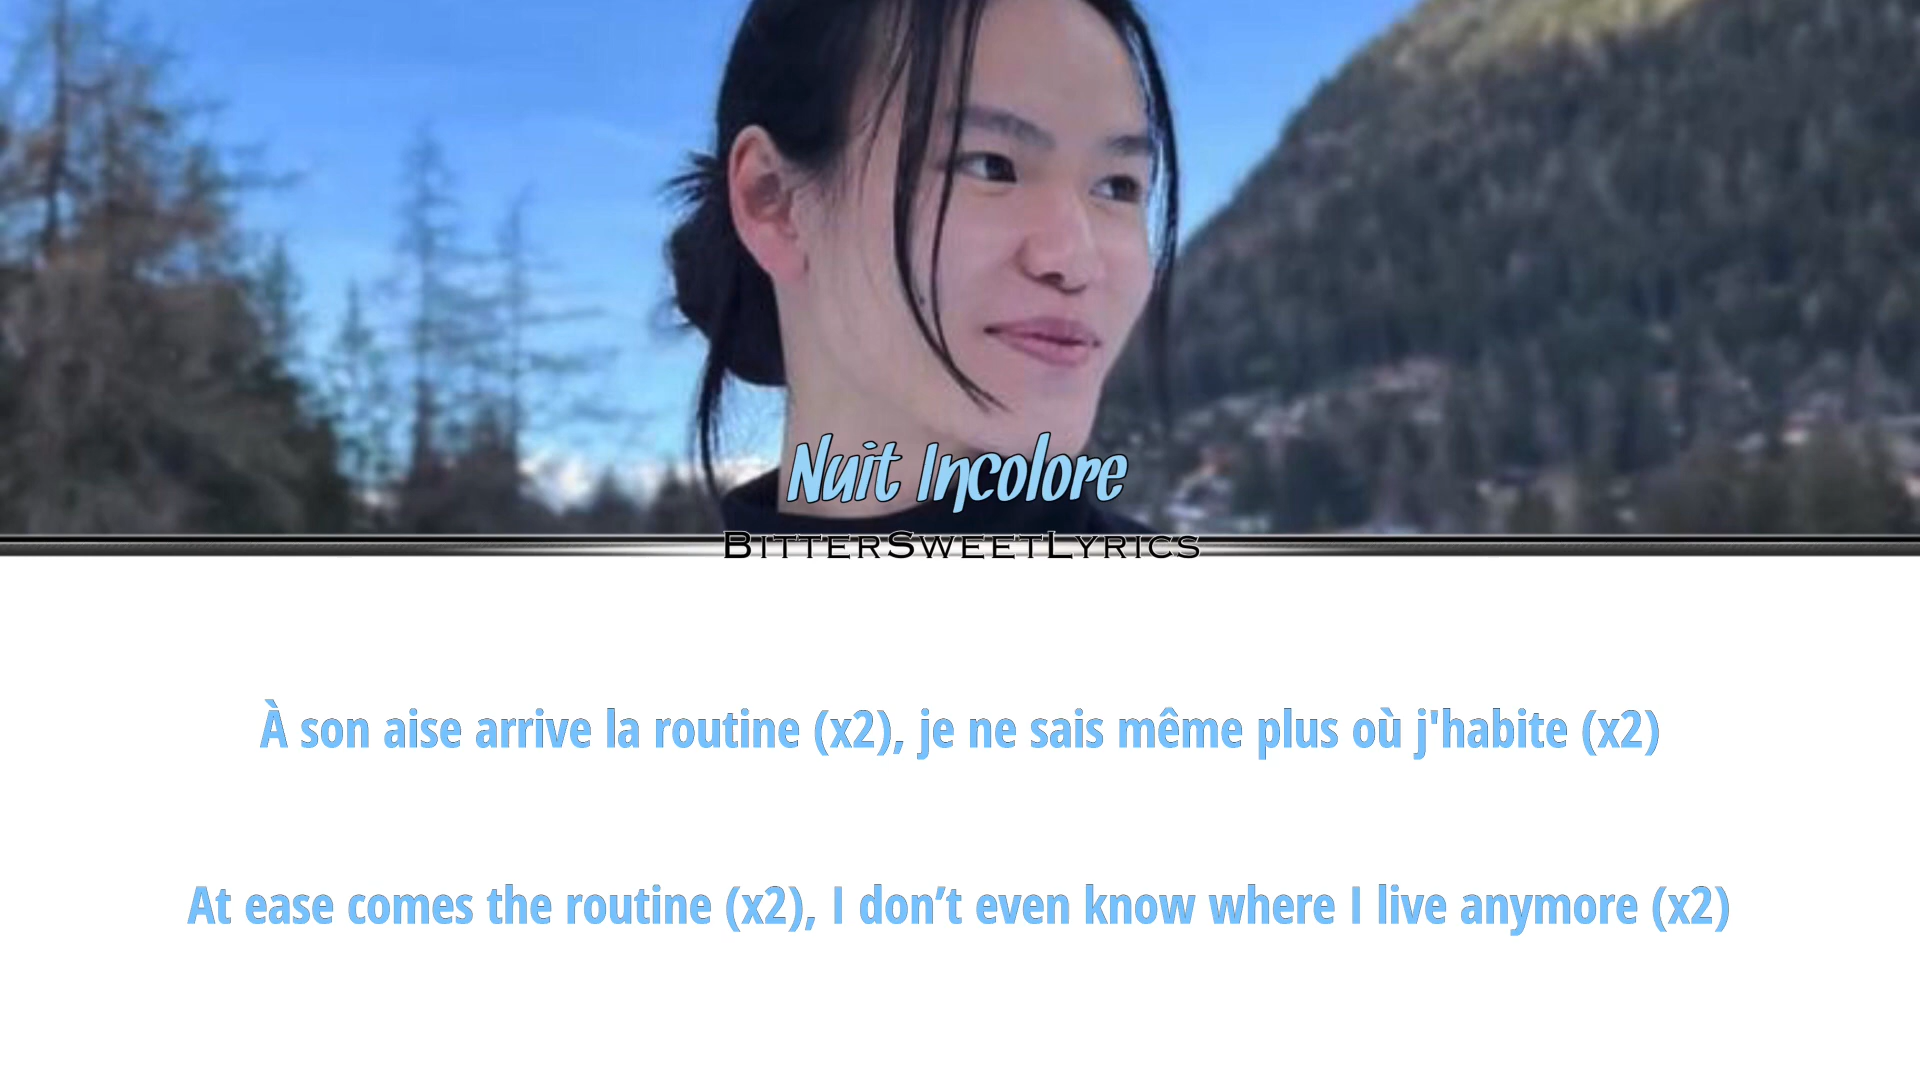 Nuit Incolore
BITTERSWEETLYRICS
À son aise arrive la routine (x2), je ne sais même plus où j'habite (x2)
At ease comes the routine (x2), I don’t even know where I live anymore (x2)